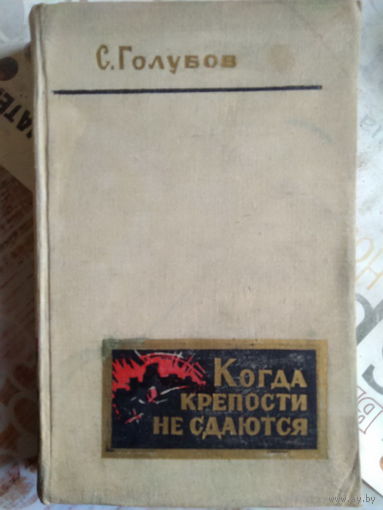 С. Голубов
Когда
крепости
не сдаются